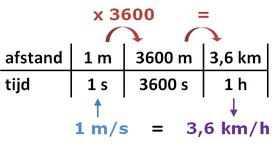 x 3600 =
afstand 1 m 3600 m 3,6 km
tijd 1 s 3600 s 1 h
1 m/s = 3,6 km/h